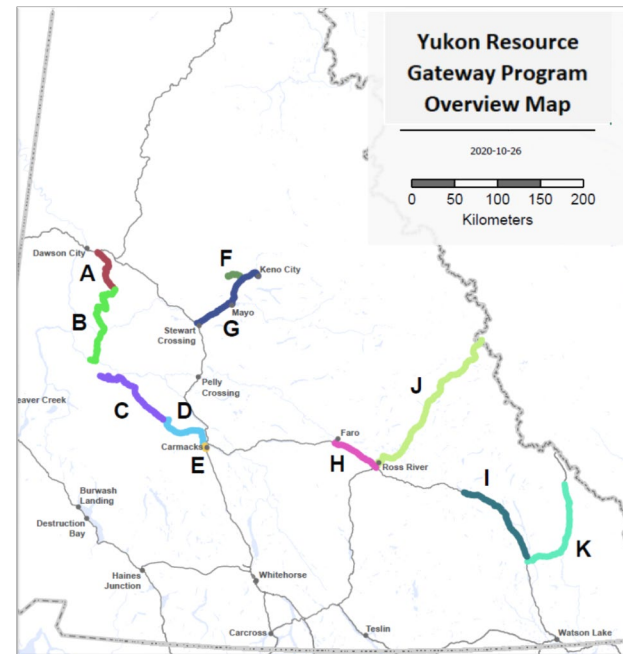 Yukon Resource
Gateway Program
Overview Map
2020-10-26
0 50 100 150 200
Kilometers
Dawson City
A
F
Keno City
B
Mayo
G
Stewart
Crossing
J
Pelly
Crossing
C
D
eaver Creek
Faro
Carmacks
E
H
Ross River
I
Burwash
Landing
Destruction
Bay
K
Haines
Junction
Whitehorse
Carcross
Teslin
Watson Lake